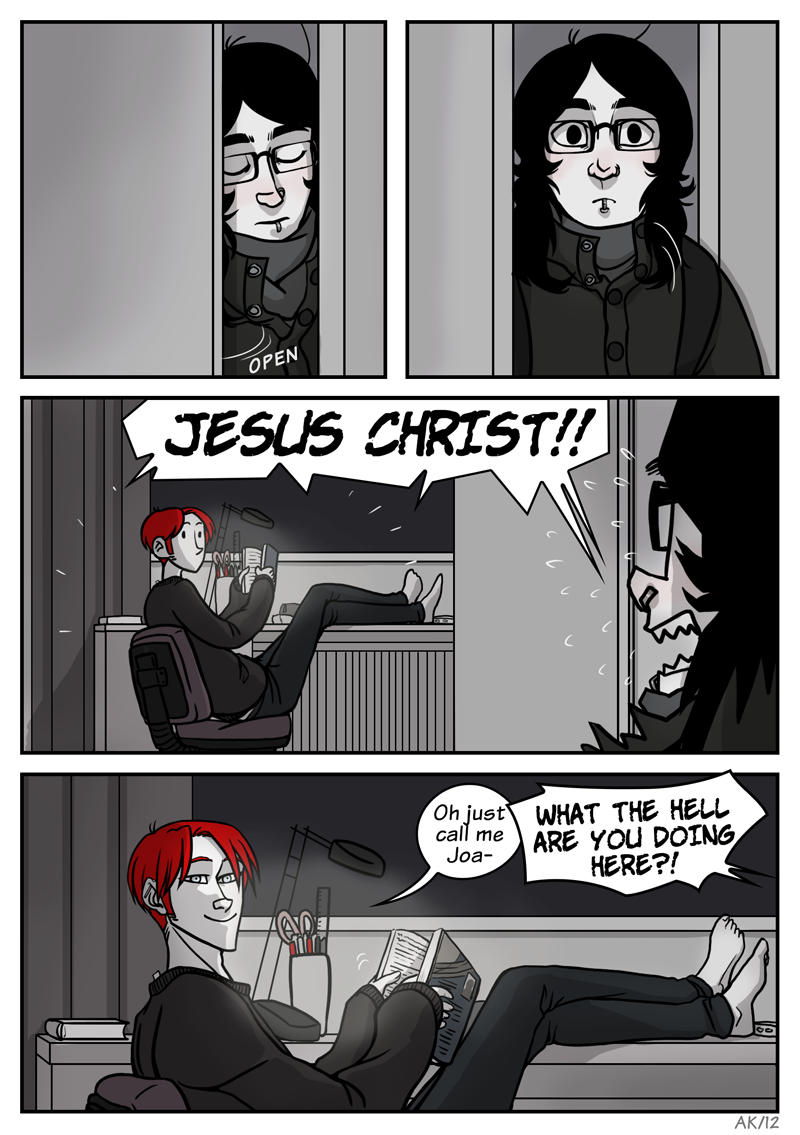 OPEN
JESUS CHRIST!!
Oh just
call me
Joa-
WHAT THE HELL
ARE YOU DOING
HERE?!
AK/12